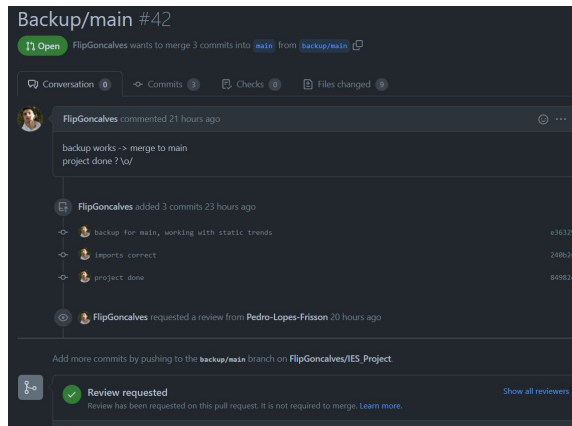 Backup/main #42
Open FlipGoncalves wants to merge 3 commits into main from backup/main
Conversation 0 Commits 3 Checks 0 Files changed 9
FlipGoncalves commented 21 hours ago
backup works -> merge to main
project done ? \o/
FlipGoncalves added 3 commits 23 hours ago
backup for main, working with static trends
imports correct
project done
FlipGoncalves requested a review from Pedro-Lopes-Frisson 20 hours ago
Add more commits by pushing to the backup/main branch on FlipGoncalves/IES_Project.
Review requested Show all reviewers
Review has been requested on this pull request. It is not required to merge. Learn more.